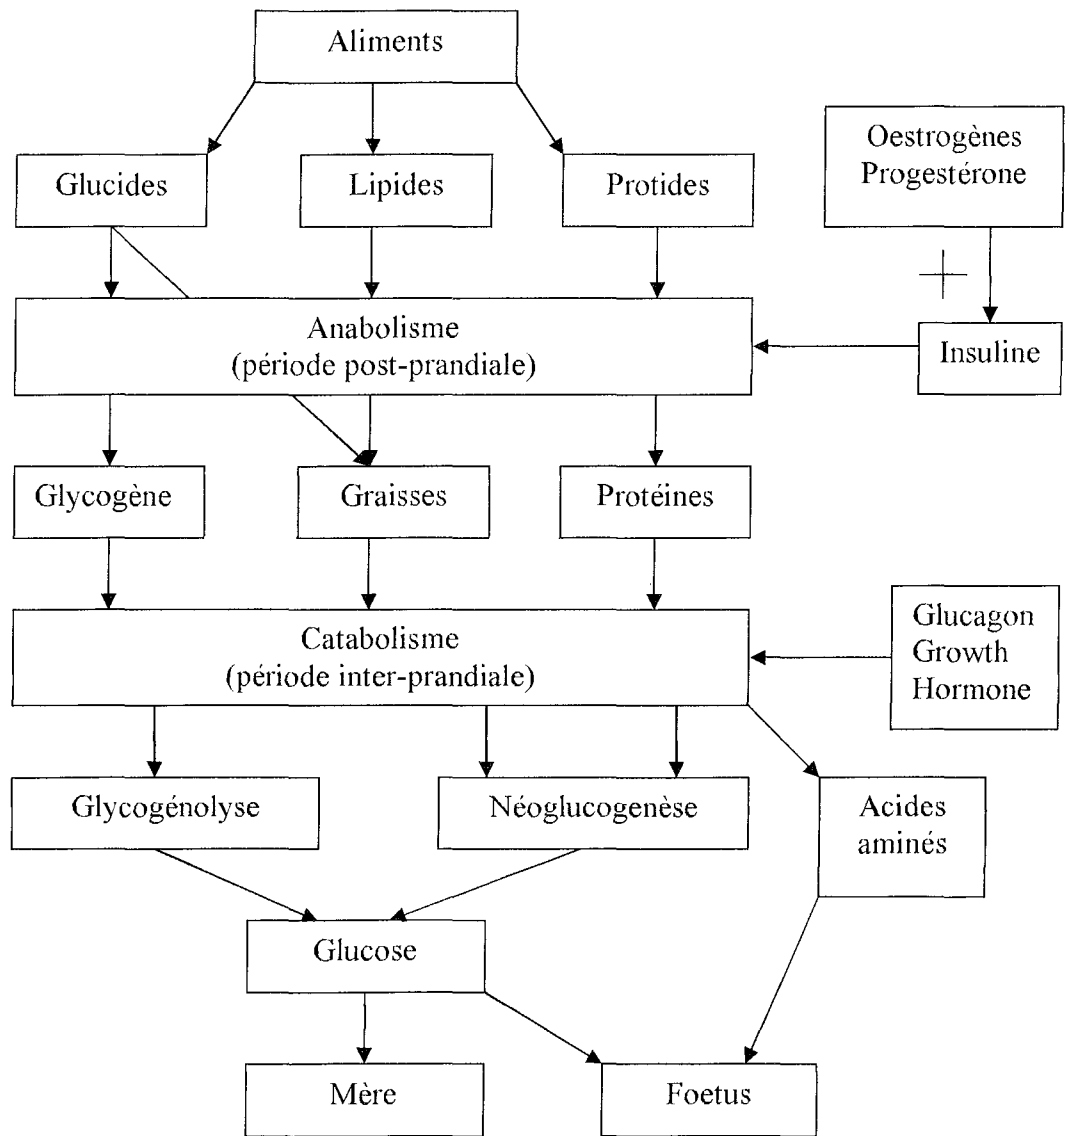 Aliments
Glucides
Lipides
Protides
Oestrogènes
Progestérone
+
Anabolisme
(période post-prandiale)
Insuline
Glycogène
Graisses
Protéines
Catabolisme
(période inter-prandiale)
Glucagon
Growth
Hormone
Glycogénolyse
Néoglucogenèse
Acides
aminés
Glucose
Mère
Foetus